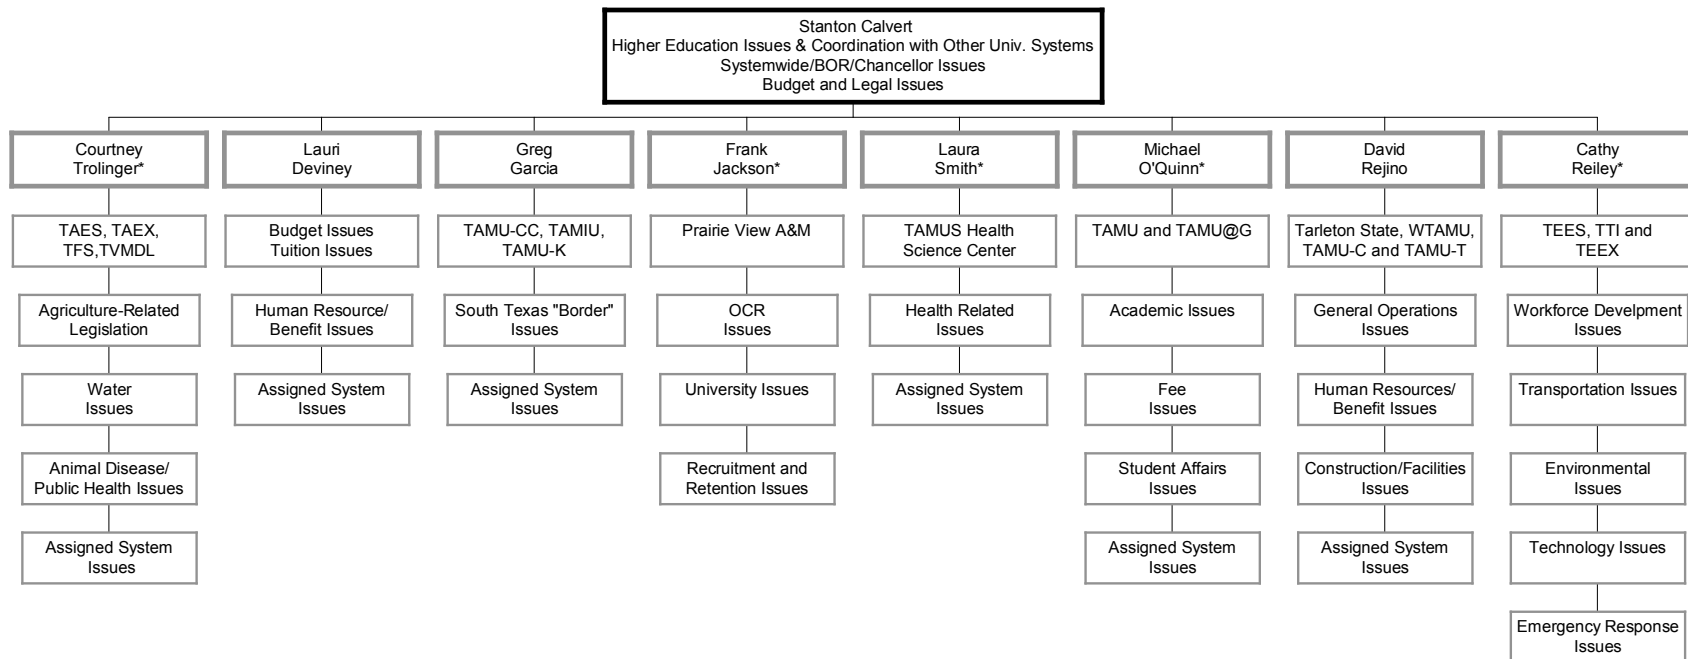 Stanton Calvert
Higher Education Issues & Coordination with Other Univ. Systems
Systemwide/BOR/Chancellor Issues
Budget and Legal Issues
Courtney
Trolinger*
TAES, TAEX,
TFS,TVMDL
Agriculture-Related
Legislation
Water
Issues
Animal Disease/
Public Health Issues
Assigned System
Issues
Lauri
Deviney
Budget Issues
Tuition Issues
Human Resource/
Benefit Issues
Assigned System
Issues
Greg
Garcia
TAMU-CC, TAMIU,
TAMU-K
South Texas "Border"
Issues
Assigned System
Issues
Frank
Jackson*
Prairie View A&M
OCR
Issues
University Issues
Recruitment and
Retention Issues
Laura
Smith*
TAMUS Health
Science Center
Health Related
Issues
Assigned System
Issues
Michael
O'Quinn*
TAMU and TAMU@G
Academic Issues
Fee
Issues
Student Affairs
Issues
Assigned System
Issues
David
Rejino
Tarleton State, WTAMU,
TAMU-C and TAMU-T
General Operations
Issues
Human Resources/
Benefit Issues
Construction/Facilities
Issues
Assigned System
Issues
Cathy
Reiley*
TEES, TTI and
TEEX
Workforce Develpment
Issues
Transportation Issues
Environmental
Issues
Technology Issues
Emergency Response
Issues